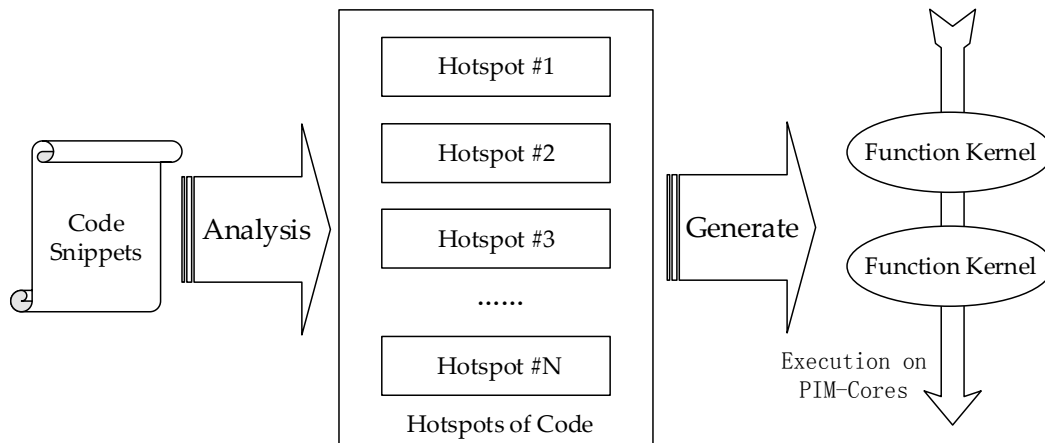 Code
Snippets
Analysis
Hotspot #1
Hotspot #2
Hotspot #3
......
Hotspot #N
Hotspots of Code
Generate
Function Kernel
Function Kernel
Execution on
PIM-Cores